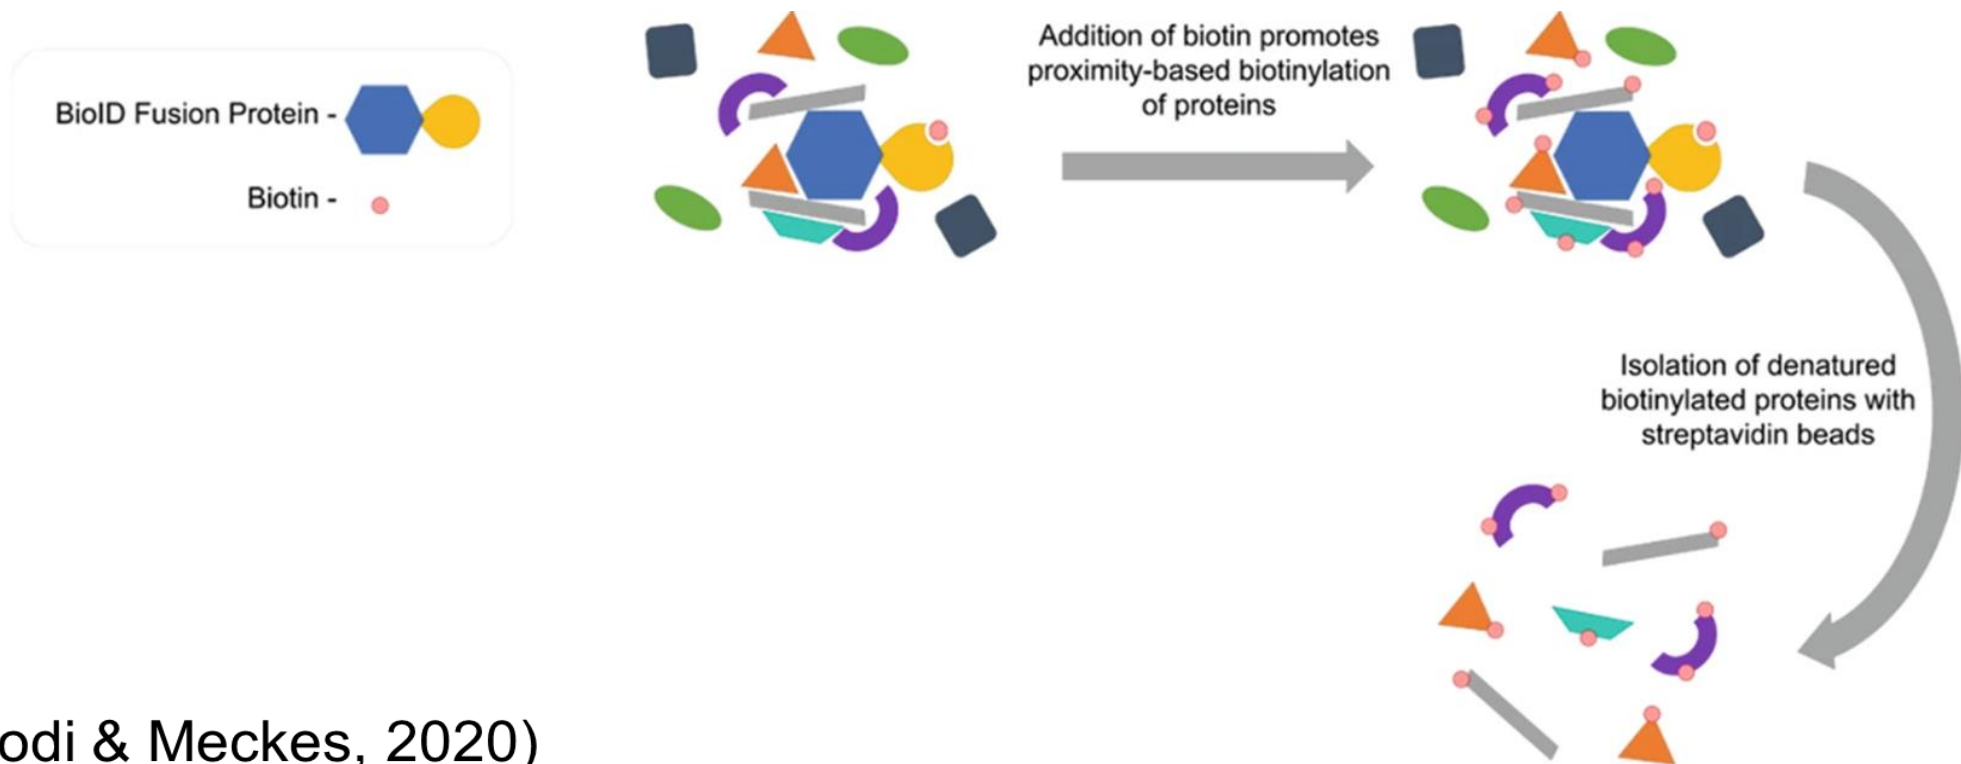 BioID Fusion Protein -
Biotin -
Addition of biotin promotes
proximity-based biotinylation
of proteins
Isolation of denatured
biotinylated proteins with
streptavidin beads
odi & Meckes, 2020)